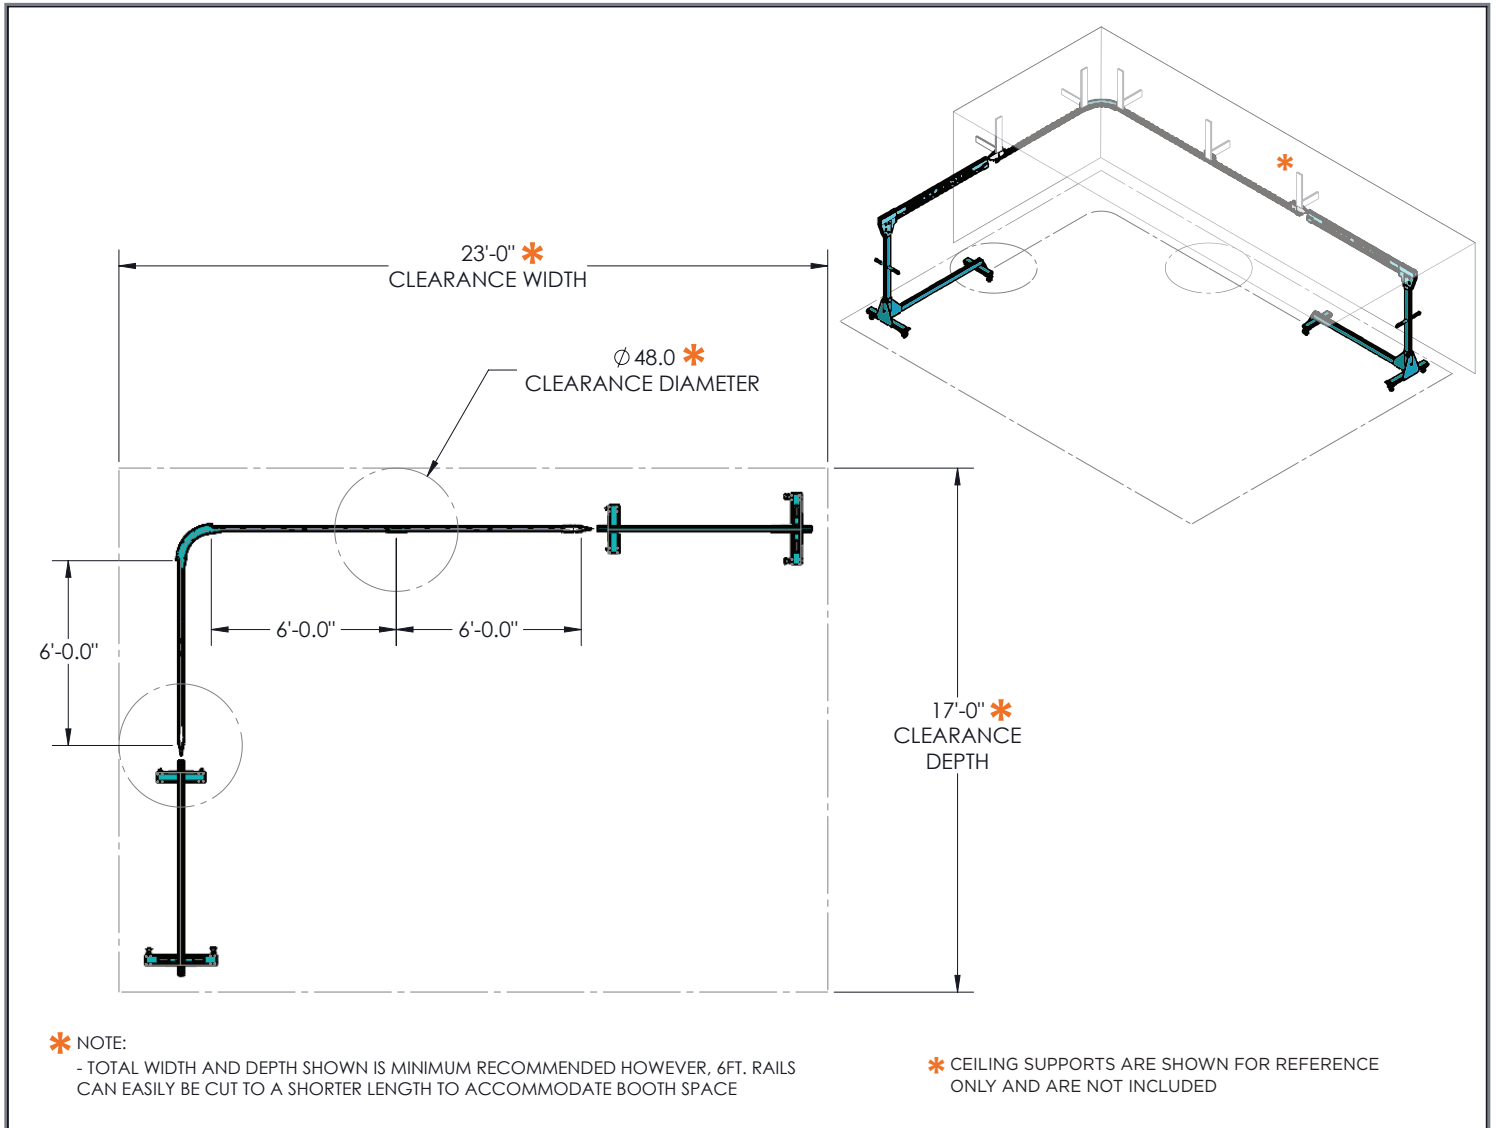 23'-0" *
CLEARANCE WIDTH
Ø 48.0 *
CLEARANCE DIAMETER
*
6'-0.0"
6'-0.0"
6'-0.0"
17'-0" *
CLEARANCE
DEPTH
* NOTE:
- TOTAL WIDTH AND DEPTH SHOWN IS MINIMUM RECOMMENDED HOWEVER, 6FT. RAILS
CAN EASILY BE CUT TO A SHORTER LENGTH TO ACCOMMODATE BOOTH SPACE
* CEILING SUPPORTS ARE SHOWN FOR REFERENCE
ONLY AND ARE NOT INCLUDED